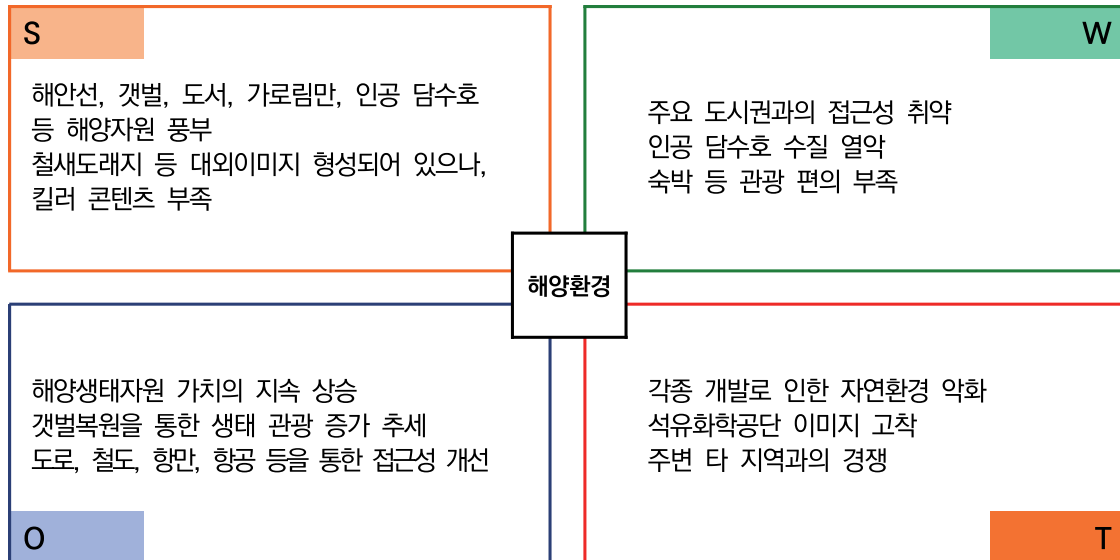 S
해안선, 갯벌, 도서, 가로림만, 인공 담수호
등 해양자원 풍부
철새도래지 등 대외이미지 형성되어 있으나,
킬러 콘텐츠 부족
W
주요 도시권과의 접근성 취약
인공 담수호 수질 열악
숙박 등 관광 편의 부족
해양환경
해양생태자원 가치의 지속 상승
갯벌복원을 통한 생태 관광 증가 추세
도로, 철도, 항만, 항공 등을 통한 접근성 개선
O
각종 개발로 인한 자연환경 악화
석유화학공단 이미지 고착
주변 타 지역과의 경쟁
T